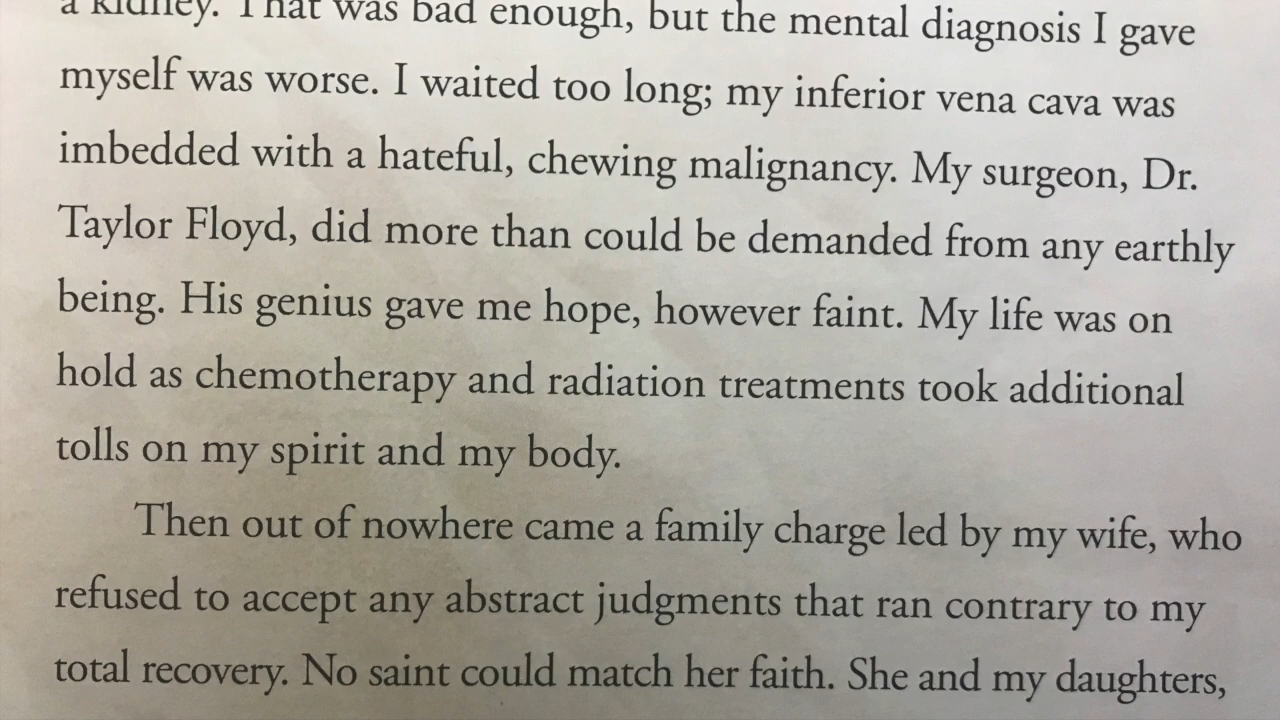 a kidney. That was bad enough, but the mental diagnosis I gave
myself was worse. I waited too long; my inferior vena cava was
imbedded with a hateful, chewing malignancy. My surgeon, Dr.
Taylor Floyd, did more than could be demanded from any earthly
being. His genius gave me hope, however faint. My life was on
hold as chemotherapy and radiation treatments took additional
tolls on my spirit and my body.
Then out of nowhere came a family charge led by my wife, who
refused to accept any abstract judgments that ran contrary to my
total recovery. No saint could match her faith. She and my daughters,